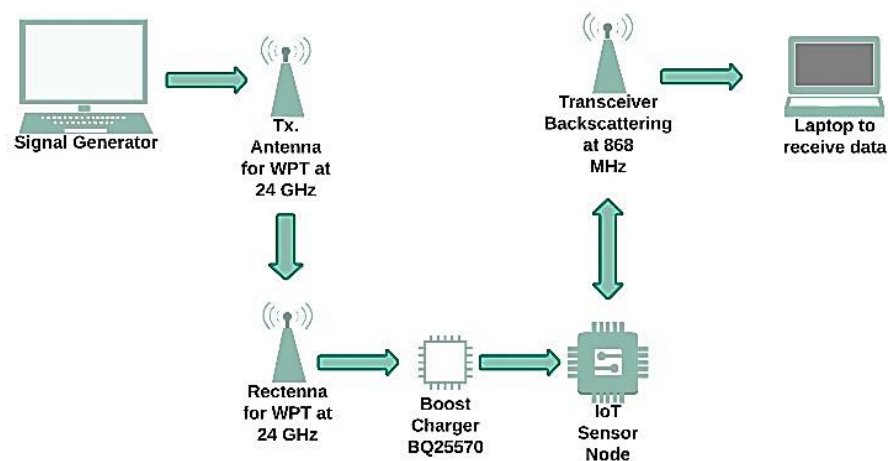 Signal Generator
Tx.
Antenna
for WPT at
24 GHz
Transceiver
Backscattering
at 868
MHz
Laptop to
receive data
Rectenna
for WPT at
24 GHz
Boost
Charger
BQ25570
IoT
Sensor
Node